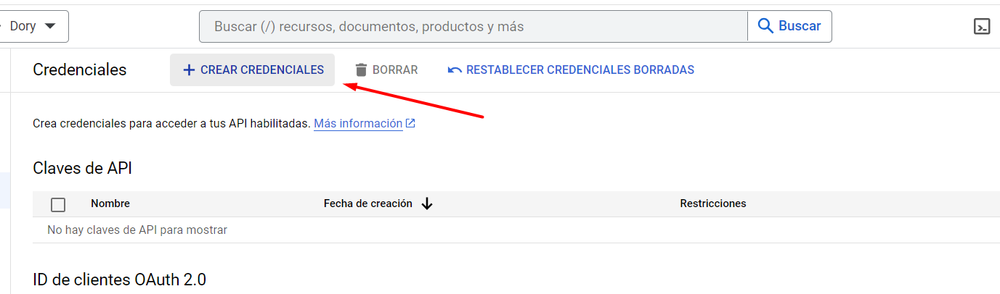 Dory
Buscar (/) recursos, documentos, productos y más
Buscar
Credenciales
CREAR CREDENCIALES
BORRAR
RESTABLECER CREDENCIALES BORRADAS
Crea credenciales para acceder a tus API habilitadas. Más información
Claves de API
Nombre Fecha de creación Restricciones
No hay claves de API para mostrar
ID de clientes OAuth 2.0